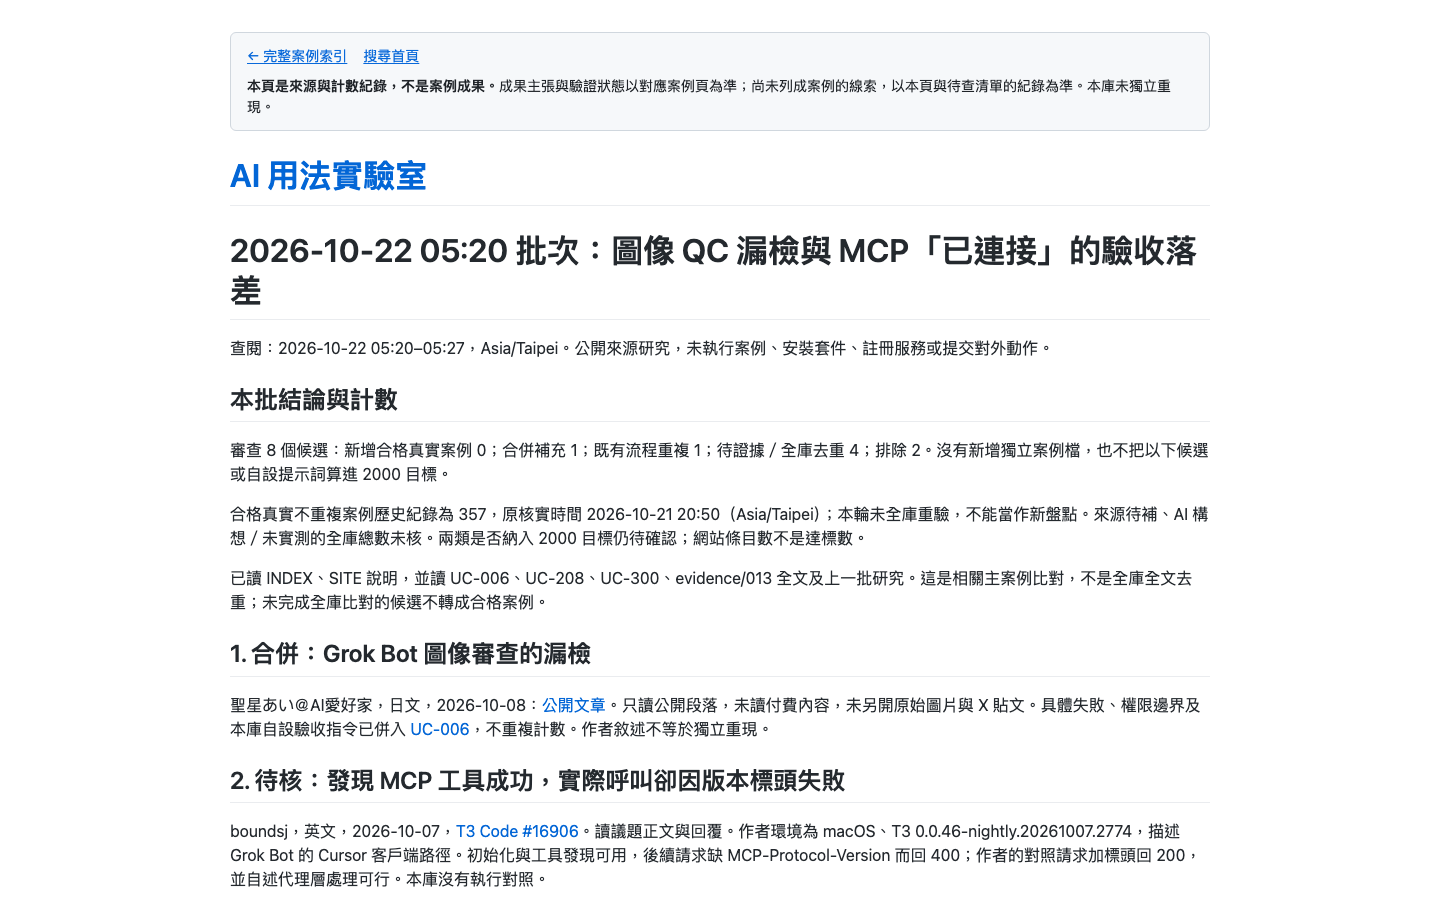 ← 完整案例索引 搜尋首頁
本頁是來源與計數紀錄，不是案例成果。成果主張與驗證狀態以對應案例頁為準；尚未列成案例的線索，以本頁與待查清單的紀錄為準。本庫未獨立重
現。
AI 用法實驗室
2026-10-22 05:20 批次：圖像 QC 漏檢與 MCP「已連接」的驗收落
差
查閱：2026-10-22 05:20–05:27，Asia/Taipei。公開來源研究，未執行案例、安裝套件、註冊服務或提交對外動作。
本批結論與計數
審查 8 個候選：新增合格真實案例 0；合併補充 1；既有流程重複 1；待證據 / 全庫去重 4；排除 2。沒有新增獨立案例檔，也不把以下候選
或自設提示詞算進 2000 目標。
合格真實不重複案例歷史紀錄為 357，原核實時間 2026-10-21 20:50（Asia/Taipei）；本輪未全庫重驗，不能當作新盤點。來源待補、AI 構
想 / 未實測的全庫總數未核。兩類是否納入 2000 目標仍待確認；網站條目數不是達標數。
已讀 INDEX、SITE 說明，並讀 UC-006、UC-208、UC-300、evidence/013 全文及上一批研究。這是相關主案例比對，不是全庫全文去
重；未完成全庫比對的候選不轉成合格案例。
1. 合併：Grok Bot 圖像審查的漏檢
聖星あい＠AI愛好家，日文，2026-10-08：公開文章。只讀公開段落，未讀付費內容，未另開原始圖片與 X 貼文。具體失敗、權限邊界及
本庫自設驗收指令已併入 UC-006，不重複計數。作者敘述不等於獨立重現。
2. 待核：發現 MCP 工具成功，實際呼叫卻因版本標頭失敗
boundsj，英文，2026-10-07，T3 Code #16906。讀議題正文與回覆。作者環境為 macOS、T3 0.0.46-nightly.20261007.2774，描述
Grok Bot 的 Cursor 客戶端路徑。初始化與工具發現可用，後續請求缺 MCP-Protocol-Version 而回 400；作者的對照請求加標頭回 200，
並自述代理層處理可行。本庫沒有執行對照。